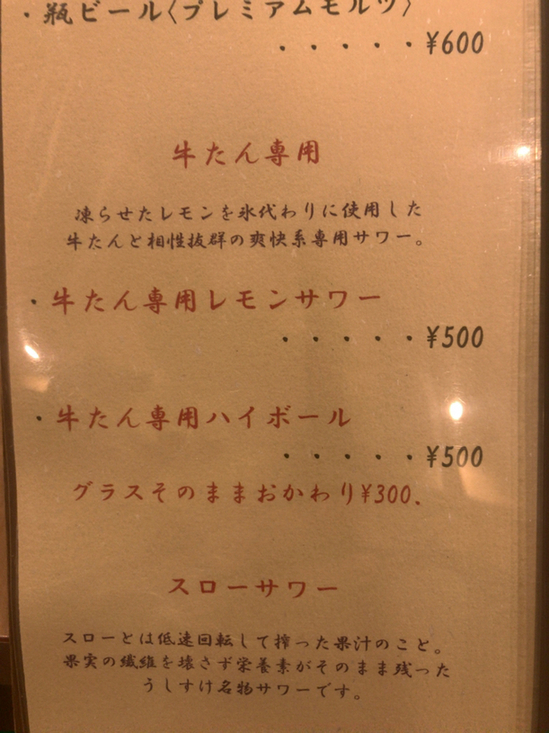 ・瓶ビール〈プレミアムモルツ〉
・・・・・¥600
牛たん専用
凍らせたレモンを氷代わりに使用した
牛たんと相性抜群の爽快系専用サワー。
・牛たん専用レモンサワー
・・・・・¥500
・牛たん専用ハイボール
・・・・・¥500
グラスそのままおかわり¥300、
スローサワー
スローとは低速回転して搾った果汁のこと。
果実の繊維を壊さず栄養素がそのまま残った
うしすけ名物サワーです。